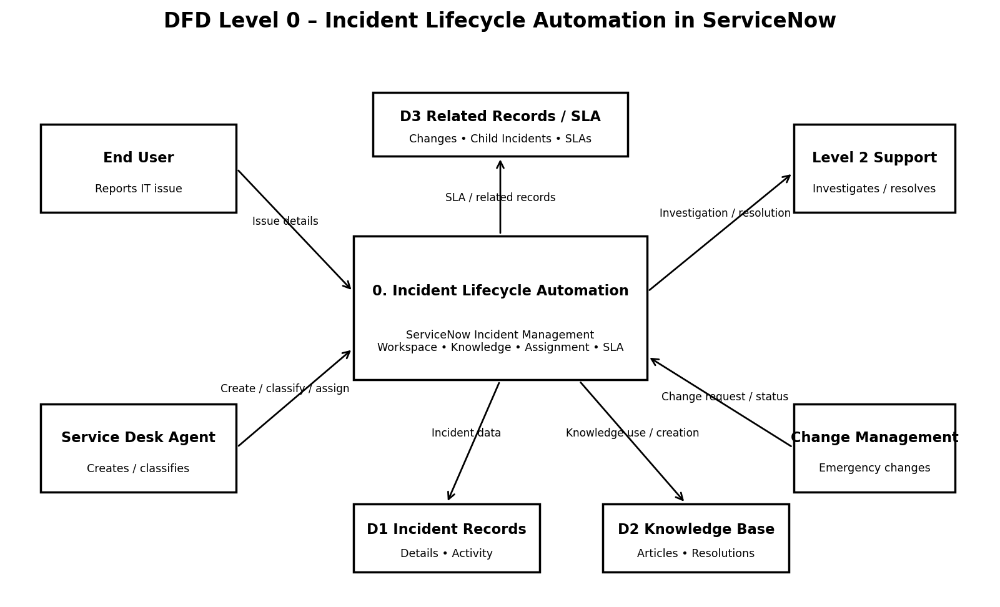 DFD Level 0 – Incident Lifecycle Automation in ServiceNow
D3 Related Records / SLA
Changes • Child Incidents • SLAs
End User
Reports IT issue
Level 2 Support
Investigates / resolves
SLA / related records
Issue details
Investigation / resolution
0. Incident Lifecycle Automation
ServiceNow Incident Management
Workspace • Knowledge • Assignment • SLA
Create / classify / assign
Change request / status
Service Desk Agent
Creates / classifies
Incident data
Knowledge use / creation
Change Management
Emergency changes
D1 Incident Records
Details • Activity
D2 Knowledge Base
Articles • Resolutions